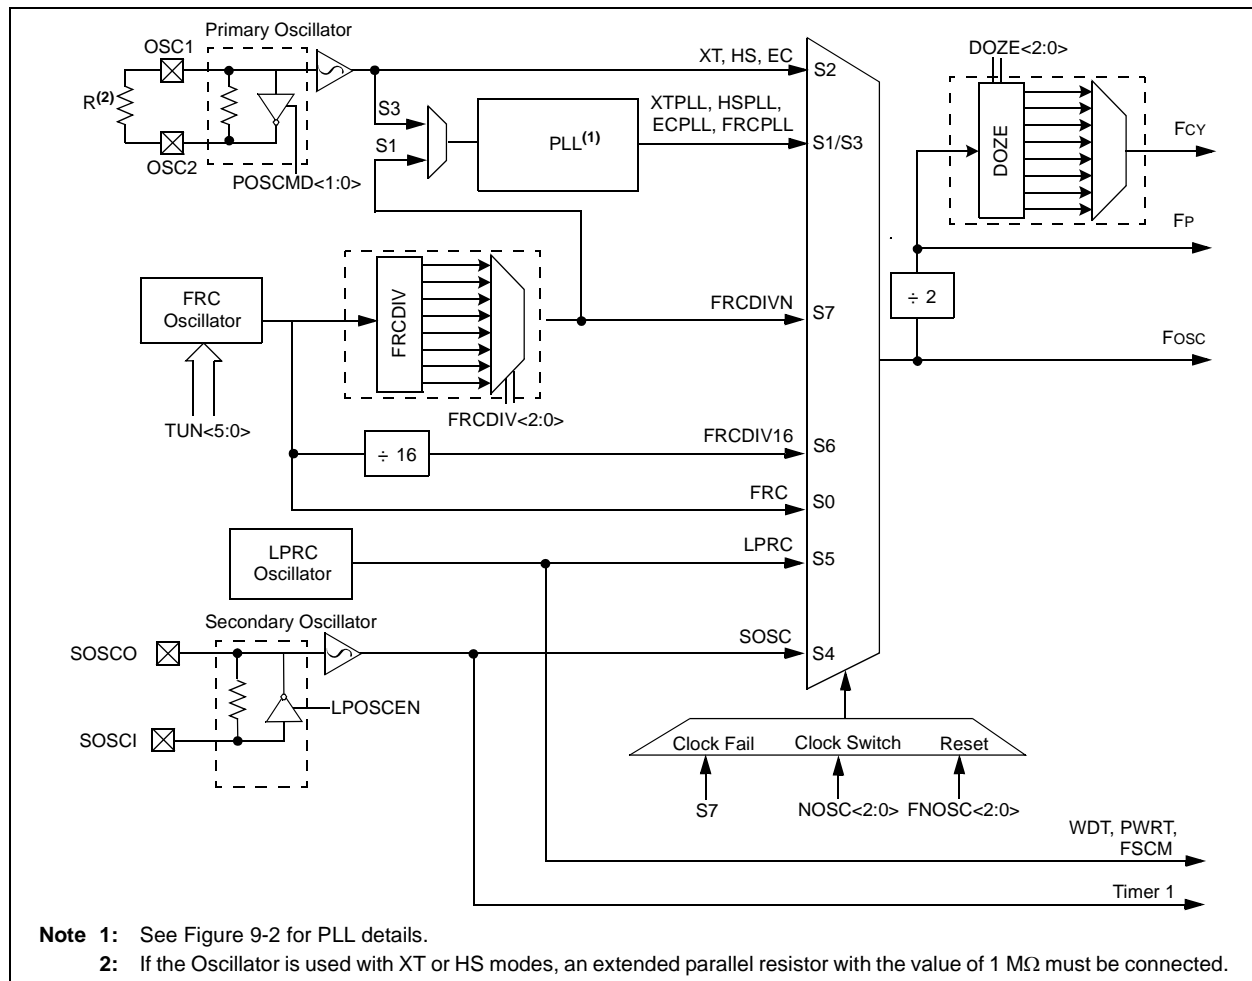 Primary Oscillator
OSC1
R(2)
OSC2
POSCMD<1:0>
S3
S1
PLL(1)
XT, HS, EC
XTPLL, HSPLL,
ECPLL, FRCPLL
S2
S1/S3
DOZE<2:0>
DOZE
FCY
FP
÷ 2
FOSC
FRC
Oscillator
TUN<5:0>
FRCDIV
FRCDIV<2:0>
FRCDIVN
S7
÷ 16
FRCDIV16
S6
FRC
S0
LPRC
Oscillator
LPRC
S5
Secondary Oscillator
SOSCO
SOSCI
LPOSCEN
SOSC
S4
Clock Fail
Clock Switch
Reset
S7
NOSC<2:0>
FNOSC<2:0>
WDT, PWRT,
FSCM
Timer 1
Note 1: See Figure 9-2 for PLL details.
2: If the Oscillator is used with XT or HS modes, an extended parallel resistor with the value of 1 MΩ must be connected.